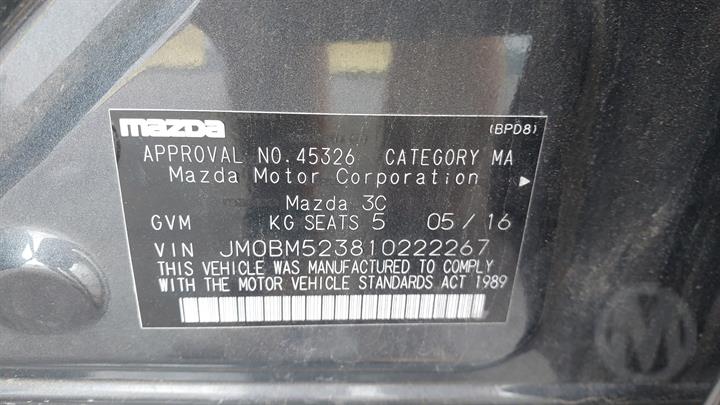 mazda (BPD8)
APPROVAL NO. 45326 CATEGORY MA
Mazda Motor Corporation
Mazda 3C
GVM KG SEATS 5 05/16
VIN JM0BM523810222267
THIS VEHICLE WAS MANUFACTURED TO COMPLY
WITH THE MOTOR VEHICLE STANDARDS ACT 1989
M